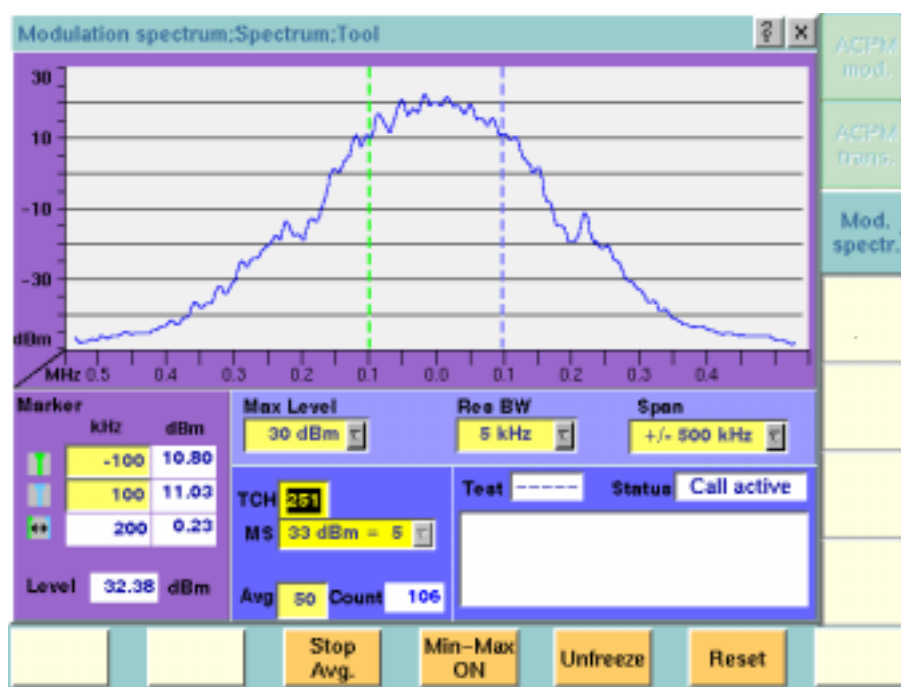 Modulation spectrum;Spectrum;Tool ? ×
ACPM mod.
ACPM trans.
Mod. spectr.
30
10
-10
-30
dBm
MHz 0.5 0.4 0.3 0.2 0.1 0.0 0.1 0.2 0.3 0.4
Marker
kHz dBm
-100 10.80
100 11.03
200 0.23
Level 32.38 dBm
Max Level Res BW Span
30 dBm 5 kHz +/- 500 kHz
TCH 251
MS 33 dBm = 5
Avg 50 Count 106
Test ----- Status Call active
Stop Avg.
Min-Max ON
Unfreeze
Reset